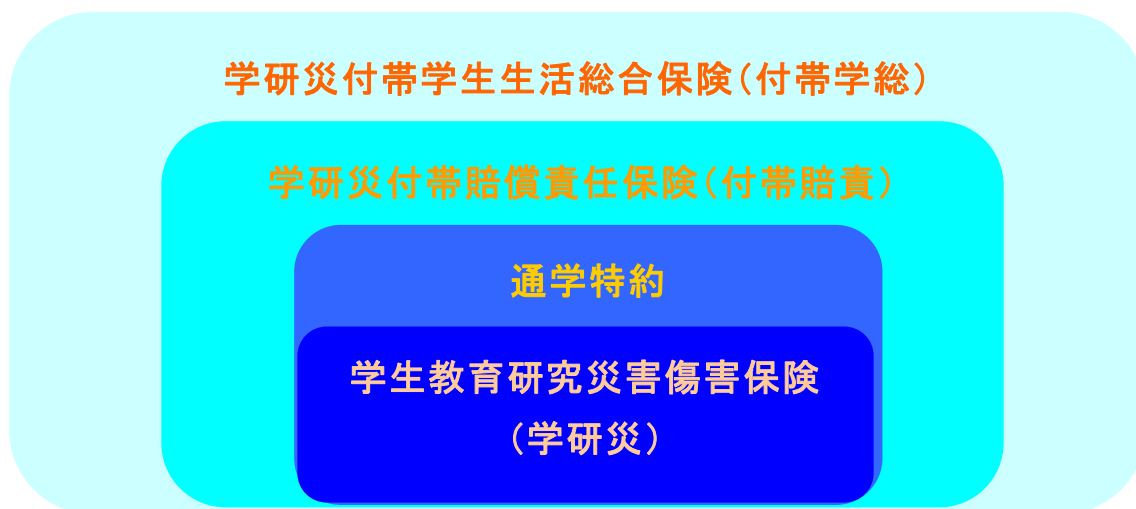 学研災付帯学生生活総合保険（付帯学総）
学研災付帯賠償責任保険（付帯賠責）
通学特約
学生教育研究災害傷害保険
（学研災）